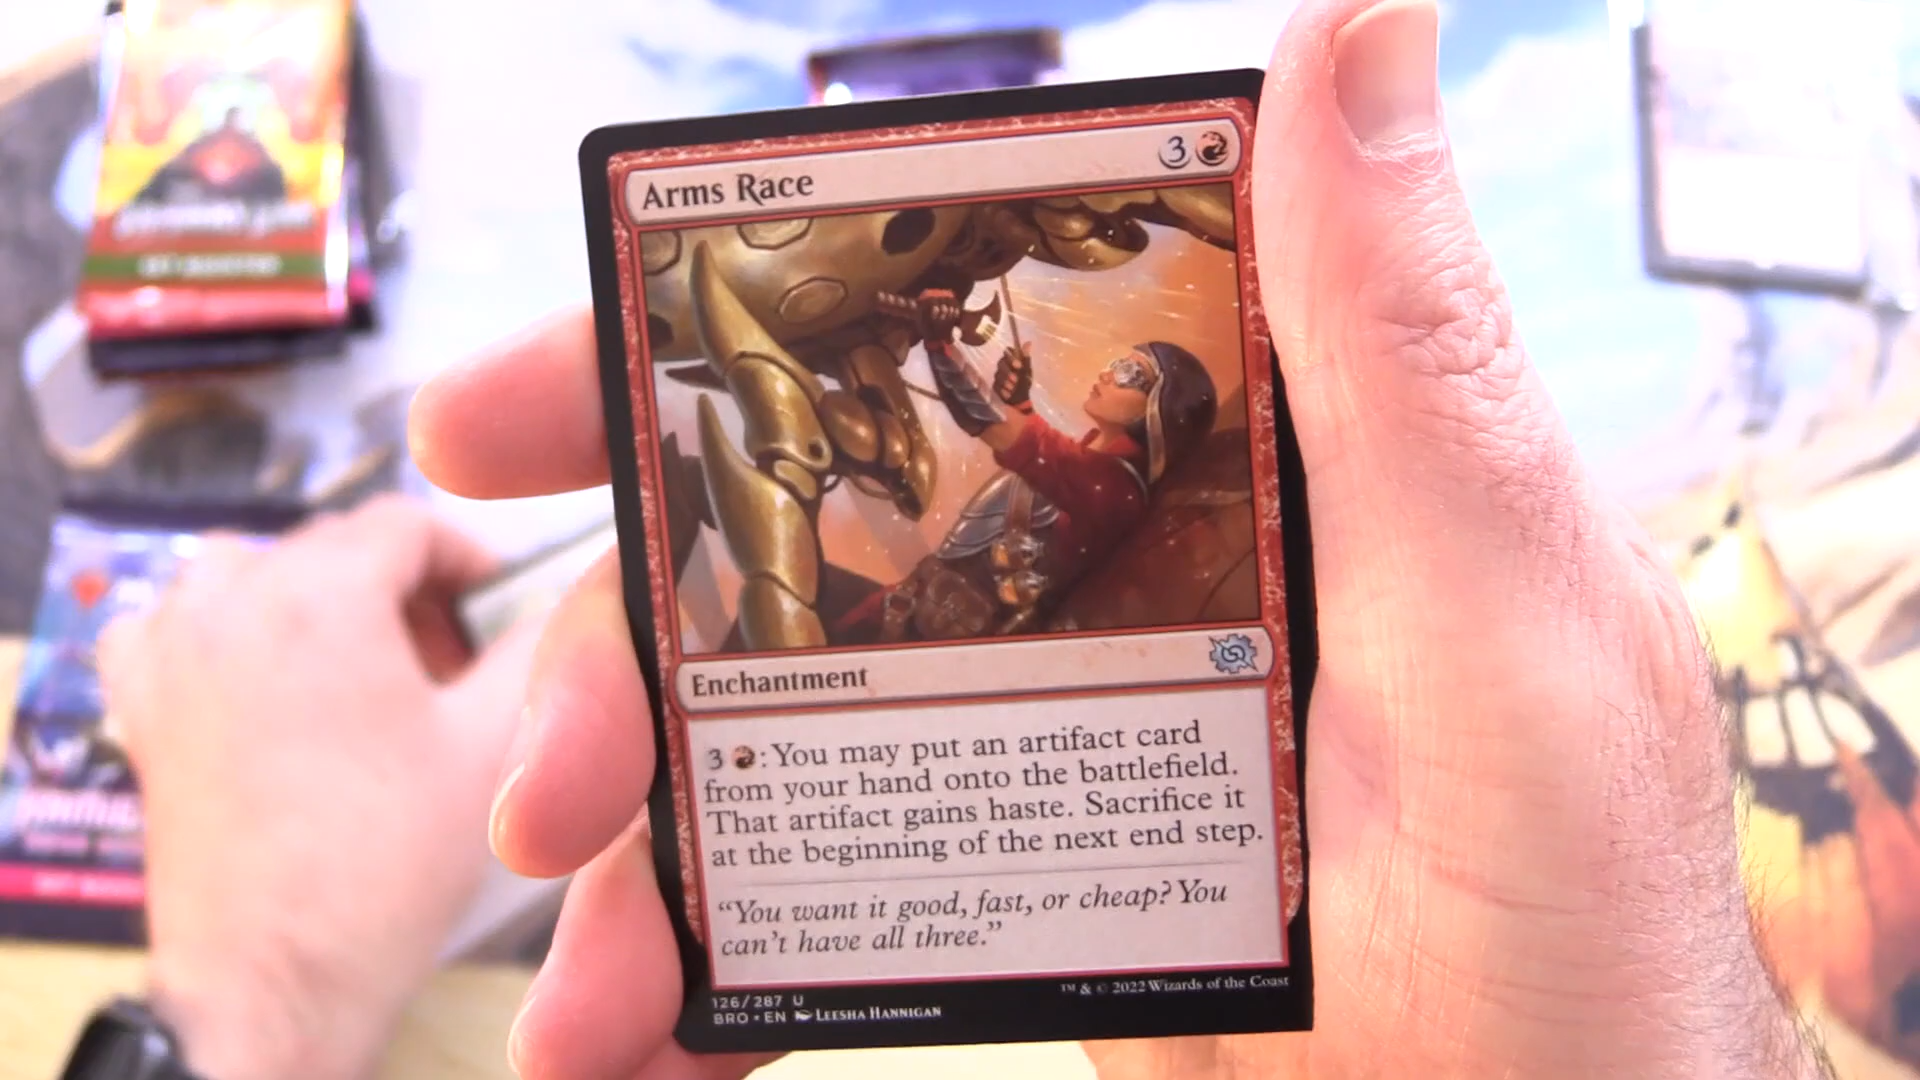 Arms Race
3
Enchantment
3 : You may put an artifact card
from your hand onto the battlefield.
That artifact gains haste. Sacrifice it
at the beginning of the next end step.
“You want it good, fast, or cheap? You
can't have all three.”
126/287 U
BRO • EN LEESHA HANNIGAN
™ & © 2022 Wizards of the Coast